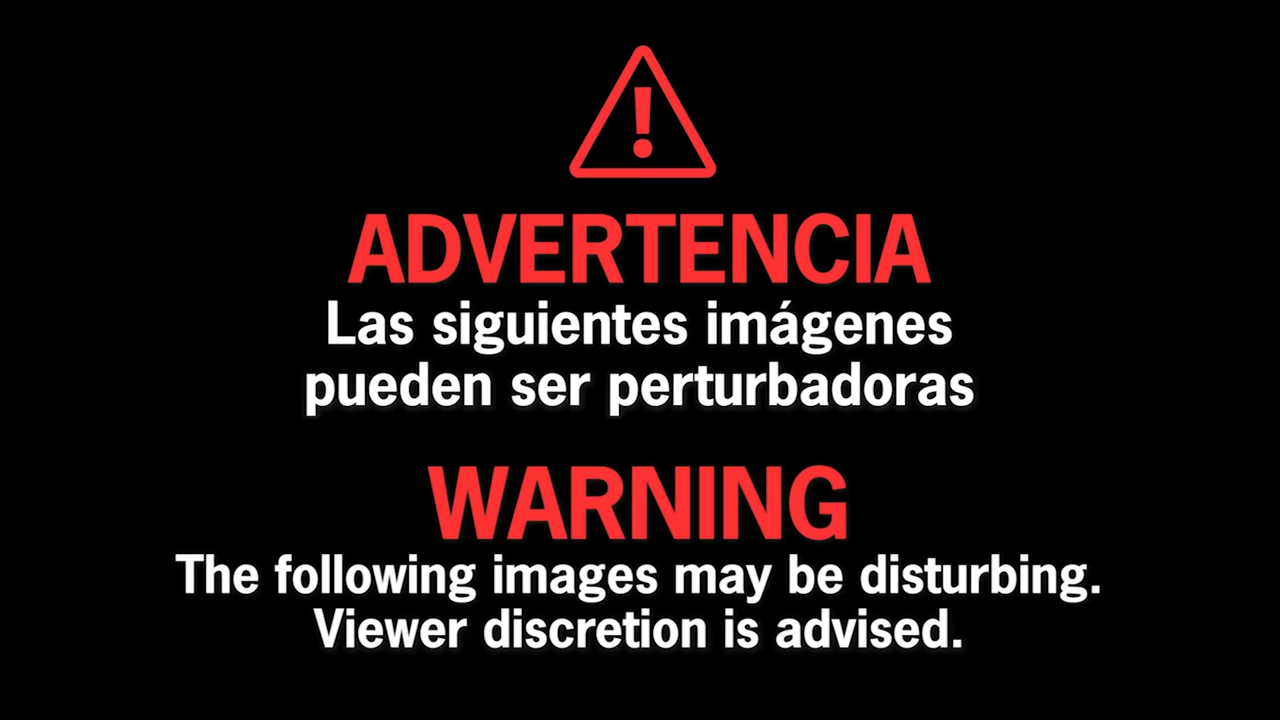 ADVERTENCIA
Las siguientes imágenes
pueden ser perturbadoras
WARNING
The following images may be disturbing.
Viewer discretion is advised.